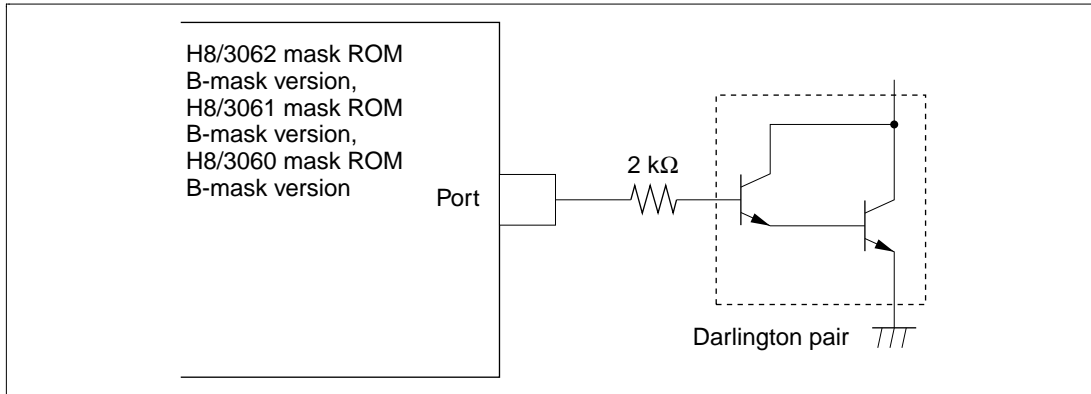 H8/3062 mask ROM
B-mask version,
H8/3061 mask ROM
B-mask version,
H8/3060 mask ROM
B-mask version
Port
2 kΩ
Darlington pair